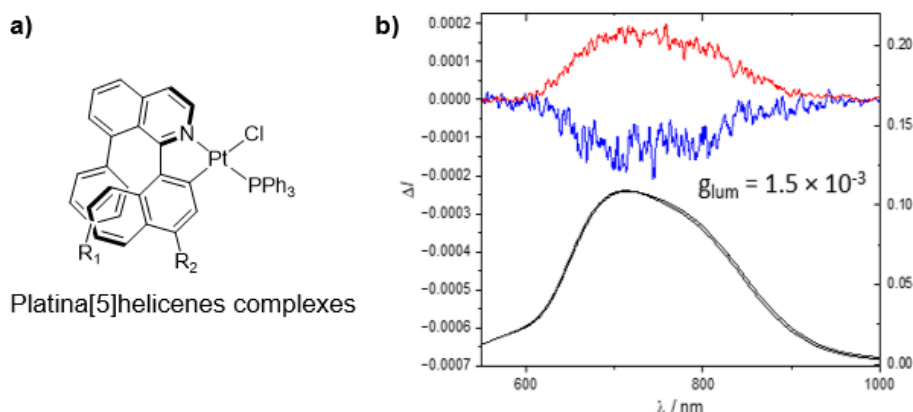 a)
N
Cl
Pt
PPh3
R1
R2
Platina[5]helicenes complexes
b)
0.0002
0.0001
0.0000
−0.0001
−0.0002
−0.0003
−0.0004
−0.0005
−0.0006
−0.0007
ΔI
0.20
0.15
0.10
0.05
0.00
glum = 1.5 × 10-3
600
800
1000
λ / nm